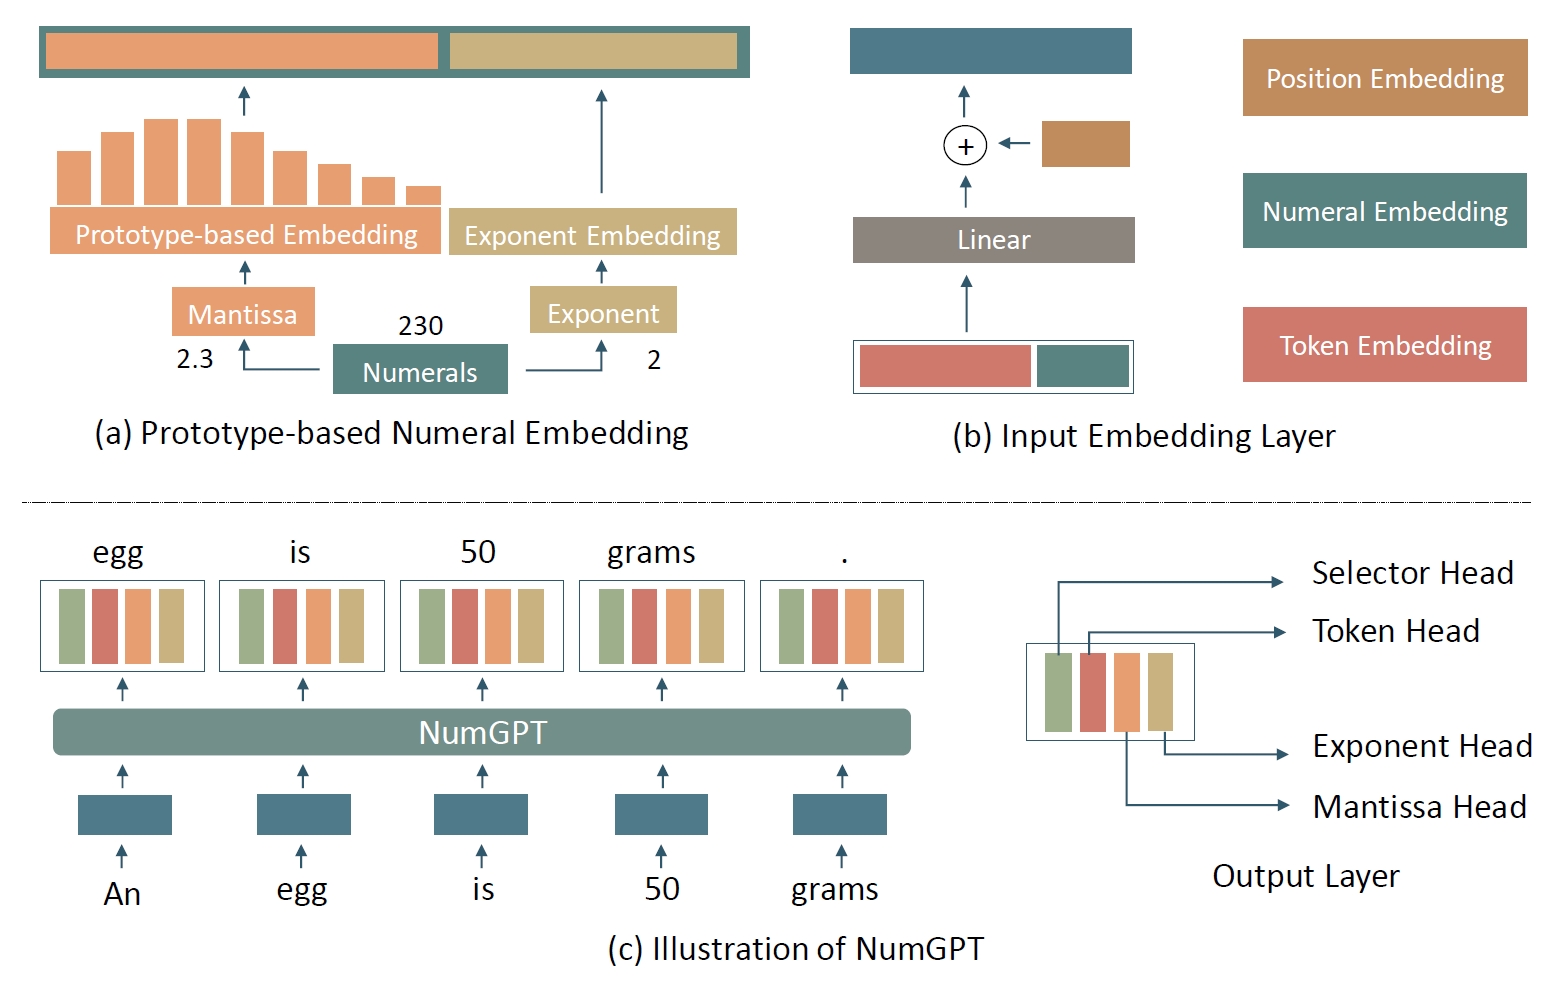 Prototype-based Embedding
Exponent Embedding
Mantissa
Exponent
230
2.3
Numerals
2
(a) Prototype-based Numeral Embedding
+
Linear
(b) Input Embedding Layer
Position Embedding
Numeral Embedding
Token Embedding
egg is 50 grams .
NumGPT
An egg is 50 grams
Selector Head
Token Head
Exponent Head
Mantissa Head
Output Layer
(c) Illustration of NumGPT